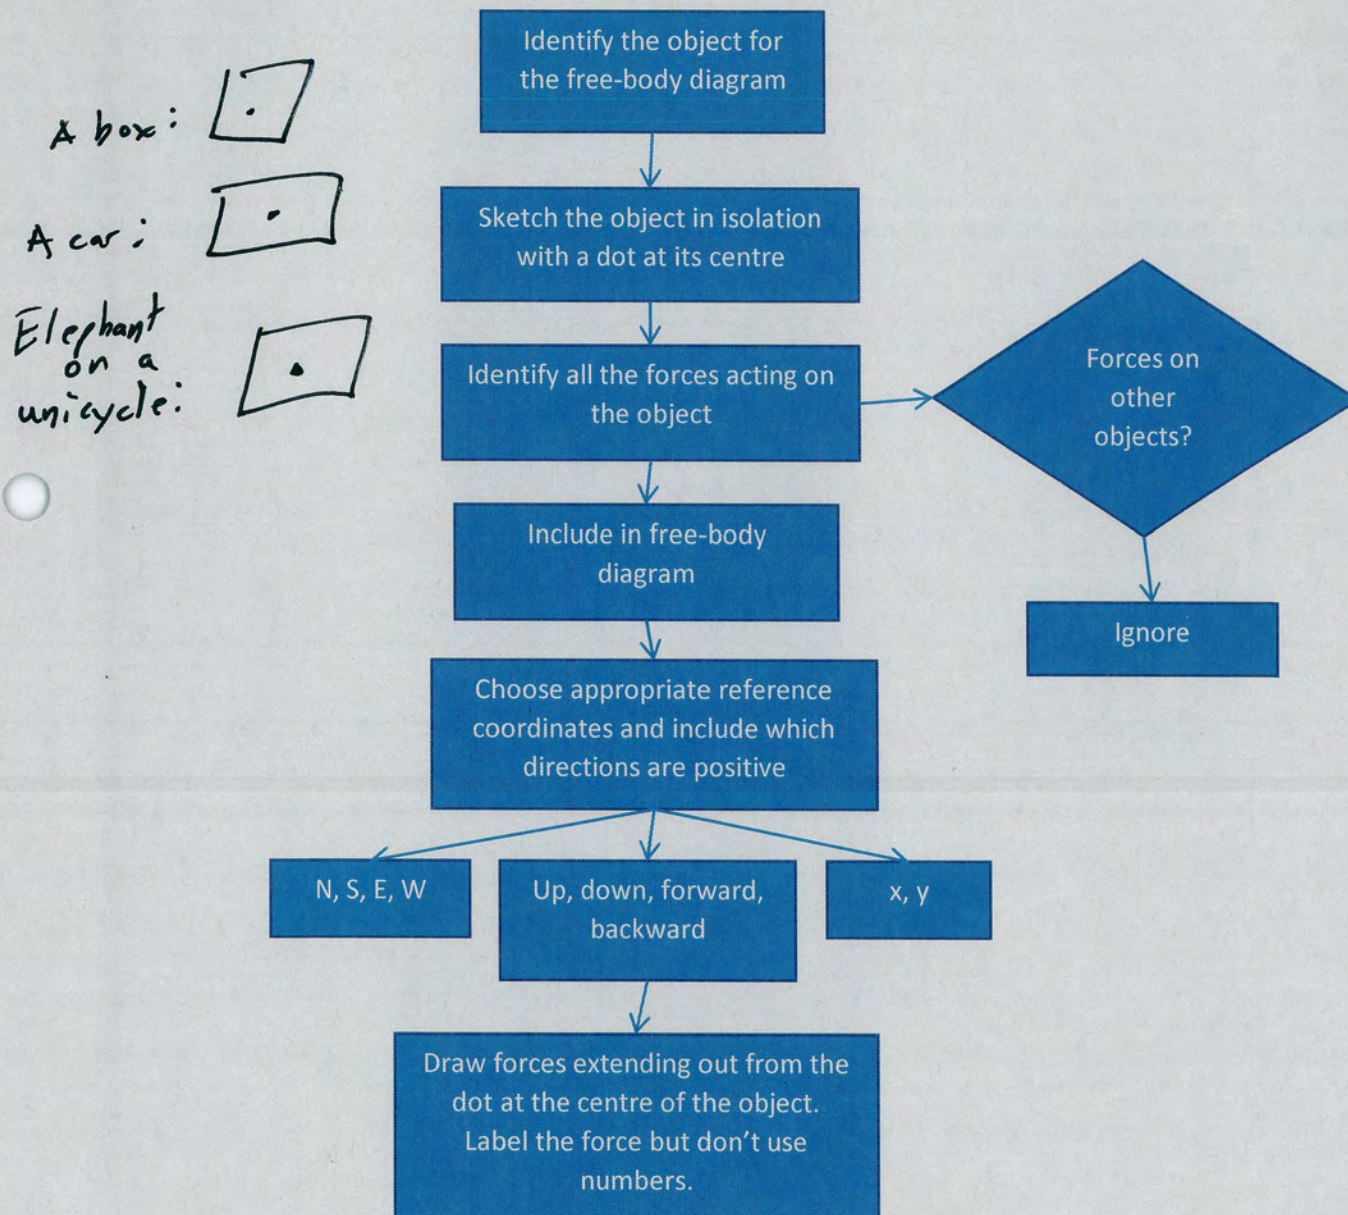 Identify the object for
the free-body diagram
A box:
A car:
Elephant
on a
unicycle:
Sketch the object in isolation
with a dot at its centre
Identify all the forces acting on
the object
Forces on
other
objects?
Include in free-body
diagram
Ignore
Choose appropriate reference
coordinates and include which
directions are positive
N, S, E, W
Up, down, forward,
backward
x, y
Draw forces extending out from the
dot at the centre of the object.
Label the force but don't use
numbers.